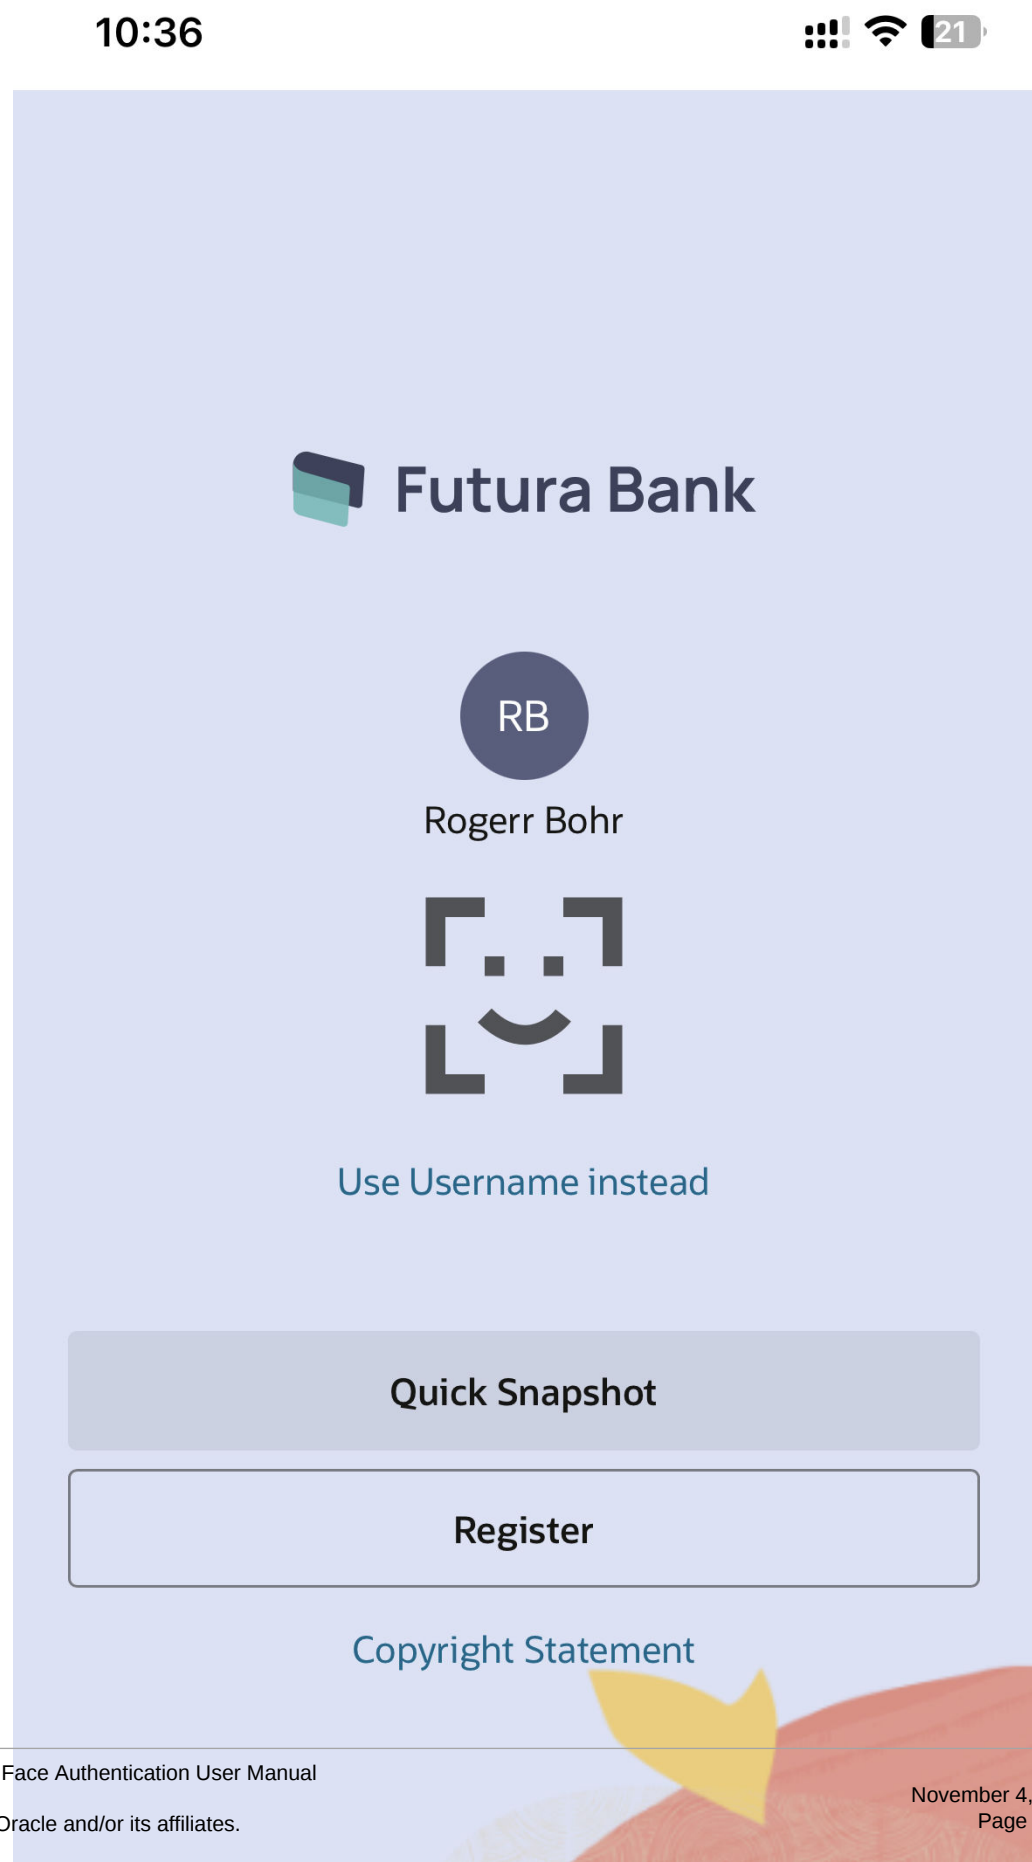 10:36
21
Futura Bank
RB
Rogerr Bohr
Use Username instead
Quick Snapshot
Register
Copyright Statement
Face Authentication User Manual
November 4,
Oracle and/or its affiliates.
Page